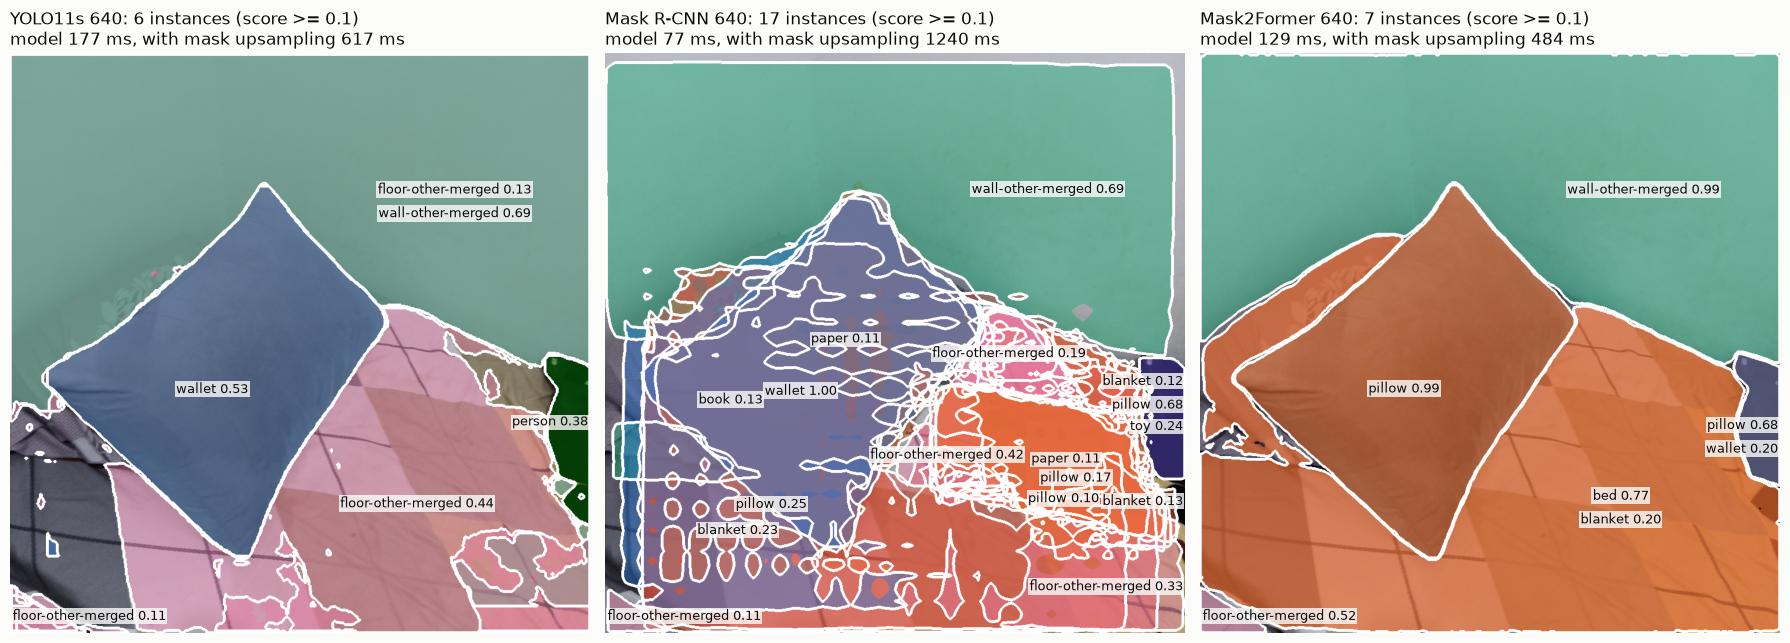 YOLO11s 640: 6 instances (score >= 0.1)
model 177 ms, with mask upsampling 617 ms
floor-other-merged 0.13
wall-other-merged 0.69
wallet 0.53
person 0.38
floor-other-merged 0.44
floor-other-merged 0.11
Mask R-CNN 640: 17 instances (score >= 0.1)
model 77 ms, with mask upsampling 1240 ms
wall-other-merged 0.69
paper 0.11
floor-other-merged 0.19
blanket 0.12
wallet 1.00
book 0.13
pillow 0.68
toy 0.24
floor-other-merged 0.42
paper 0.11
pillow 0.17
pillow 0.10
blanket 0.13
pillow 0.25
blanket 0.23
floor-other-merged 0.33
floor-other-merged 0.11
Mask2Former 640: 7 instances (score >= 0.1)
model 129 ms, with mask upsampling 484 ms
wall-other-merged 0.99
pillow 0.99
pillow 0.68
wallet 0.20
bed 0.77
blanket 0.20
floor-other-merged 0.52